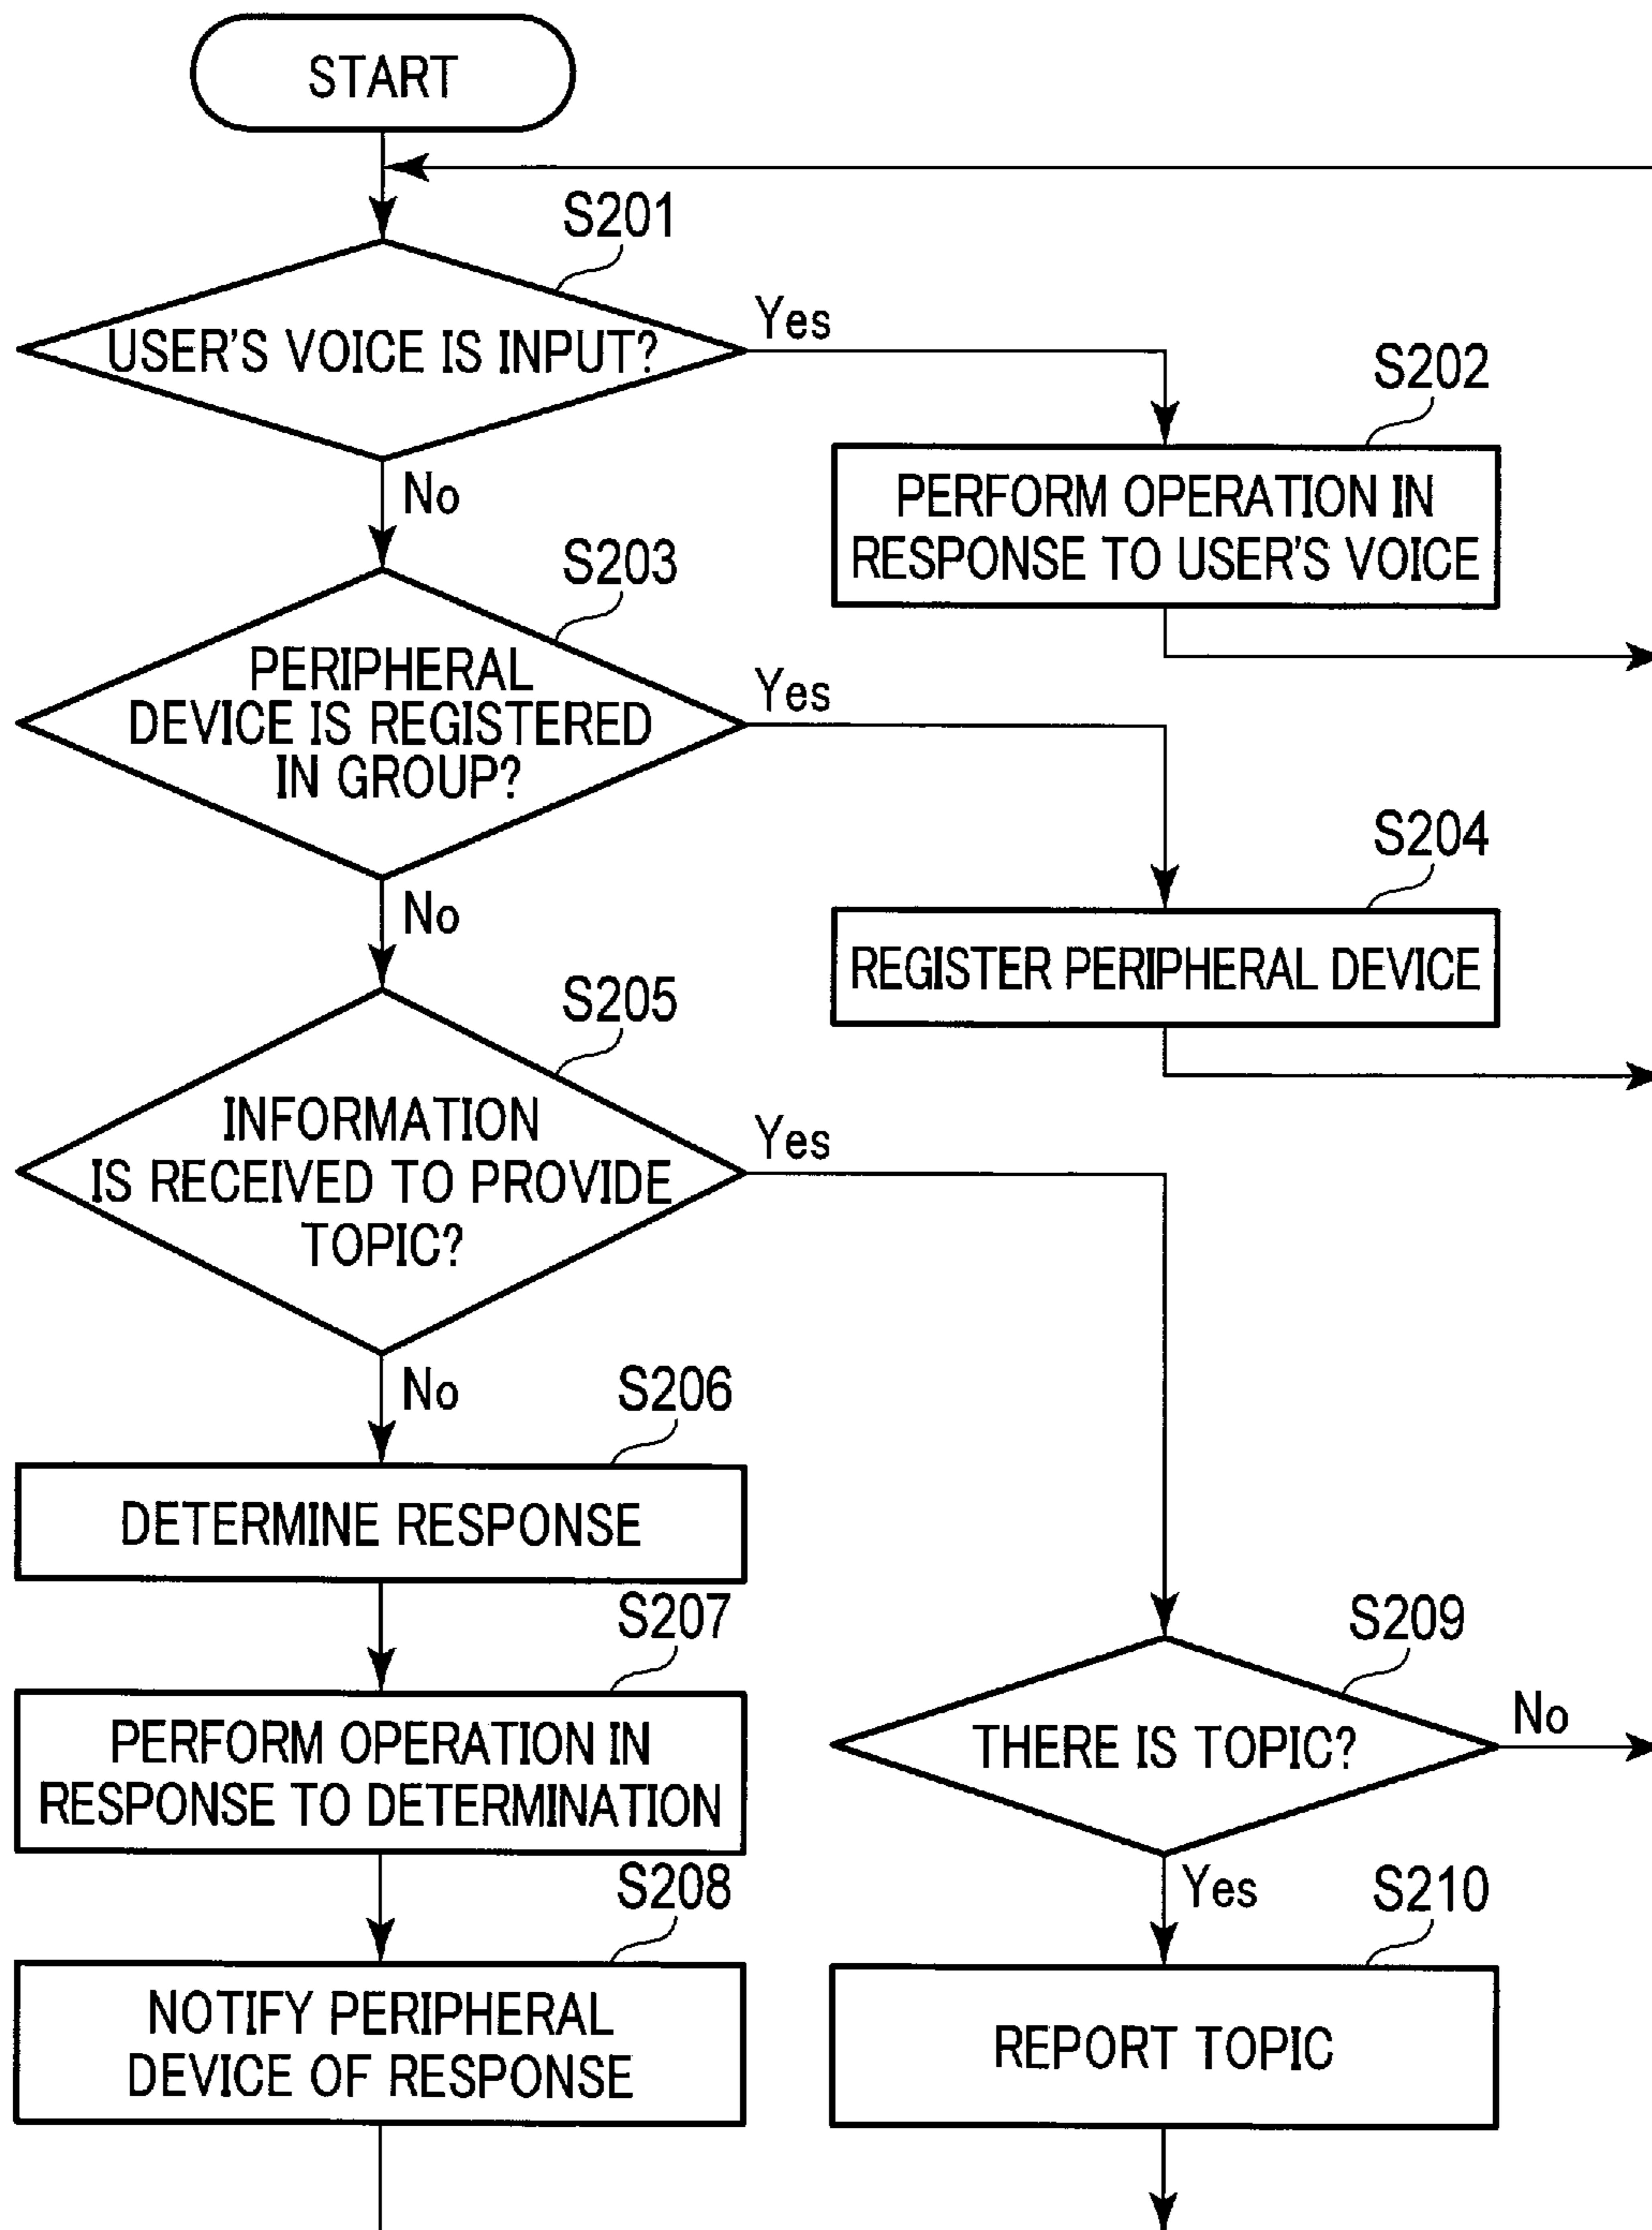 START
S201
USER'S VOICE IS INPUT?
Yes
S202
PERFORM OPERATION IN
RESPONSE TO USER'S VOICE
No
S203
PERIPHERAL
DEVICE IS REGISTERED
IN GROUP?
Yes
S204
REGISTER PERIPHERAL DEVICE
No
S205
INFORMATION
IS RECEIVED TO PROVIDE
TOPIC?
Yes
No
S206
DETERMINE RESPONSE
S207
PERFORM OPERATION IN
RESPONSE TO DETERMINATION
S208
NOTIFY PERIPHERAL
DEVICE OF RESPONSE
S209
THERE IS TOPIC?
No
Yes
S210
REPORT TOPIC